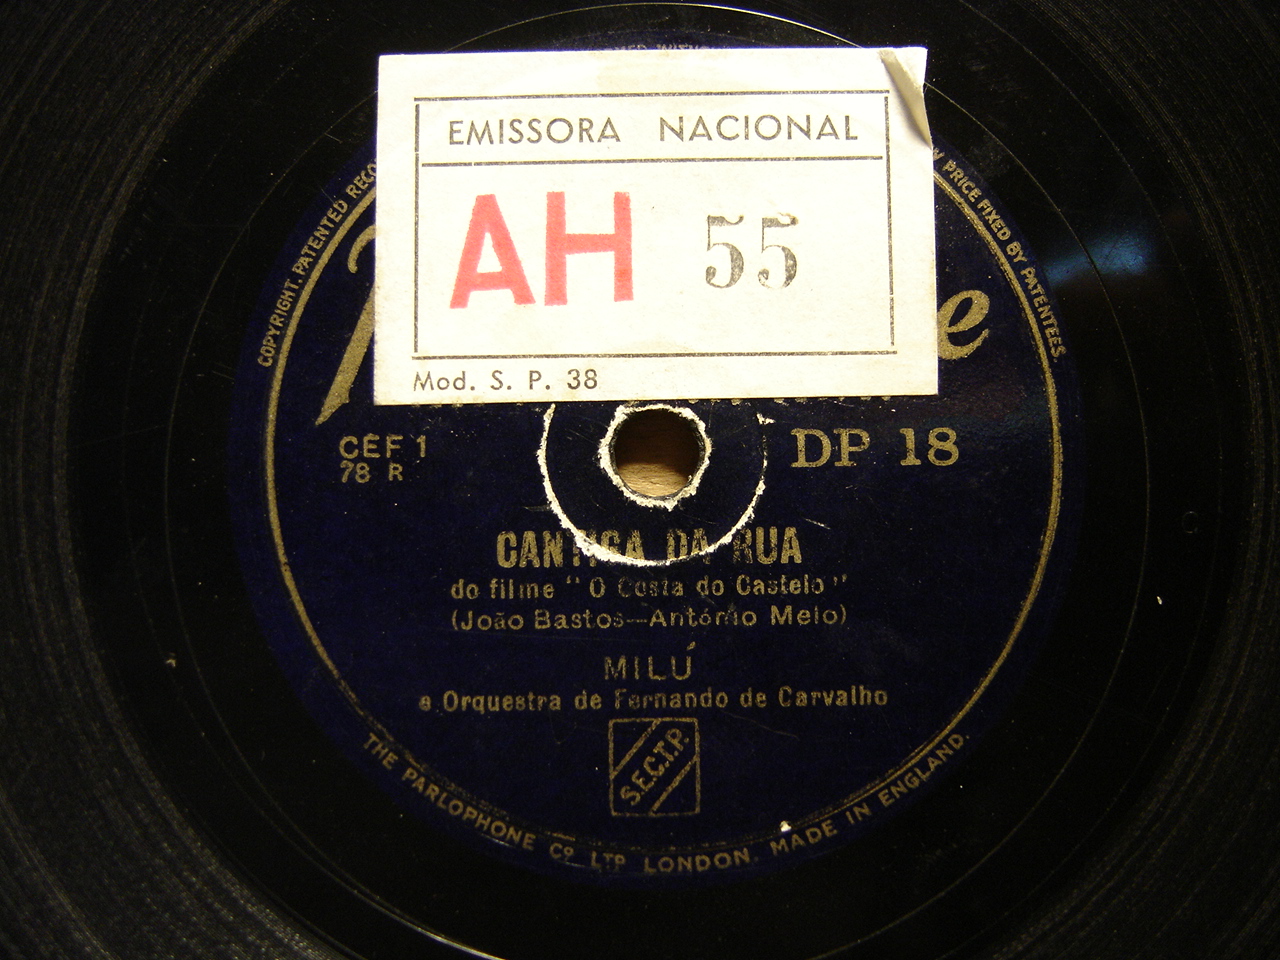 EMISSORA NACIONAL
AH 55
Mod. S. P. 38
COPYRIGHT. PATENTED
PRICE FIXED BY PATENTEES.
e
CEF 1
78 R
DP 18
CANTIGA DA RUA
do filme "O Costa do Castelo"
(João Bastos—António Melo)
MILÚ
e Orquestra de Fernando de Carvalho
S.E.C.T.P.
THE PARLOPHONE Co LTD LONDON. MADE IN ENGLAND.